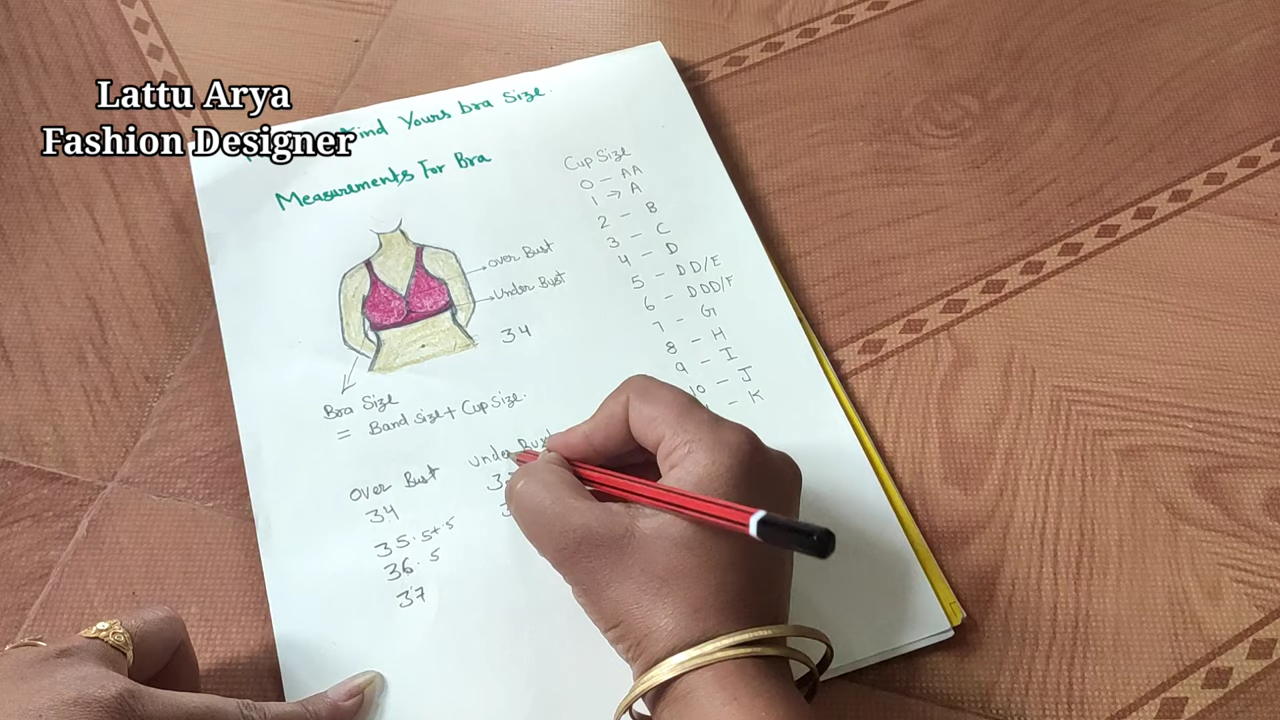 Lattu Arya
Fashion Designer
Find Yours bra Size.
Measurements For Bra
Cup Size
0 - AA
1 → A
2 - B
3 - C
4 - D
5 - DD/E
6 - DDD/F
7 - G
8 - H
9 - I
10 - J
- K
over Bust
Under Bust
34
Bra Size
= Band size + Cup Size.
Over Bust
34
35.5+.5
36.5
37
Under Bust
3
3